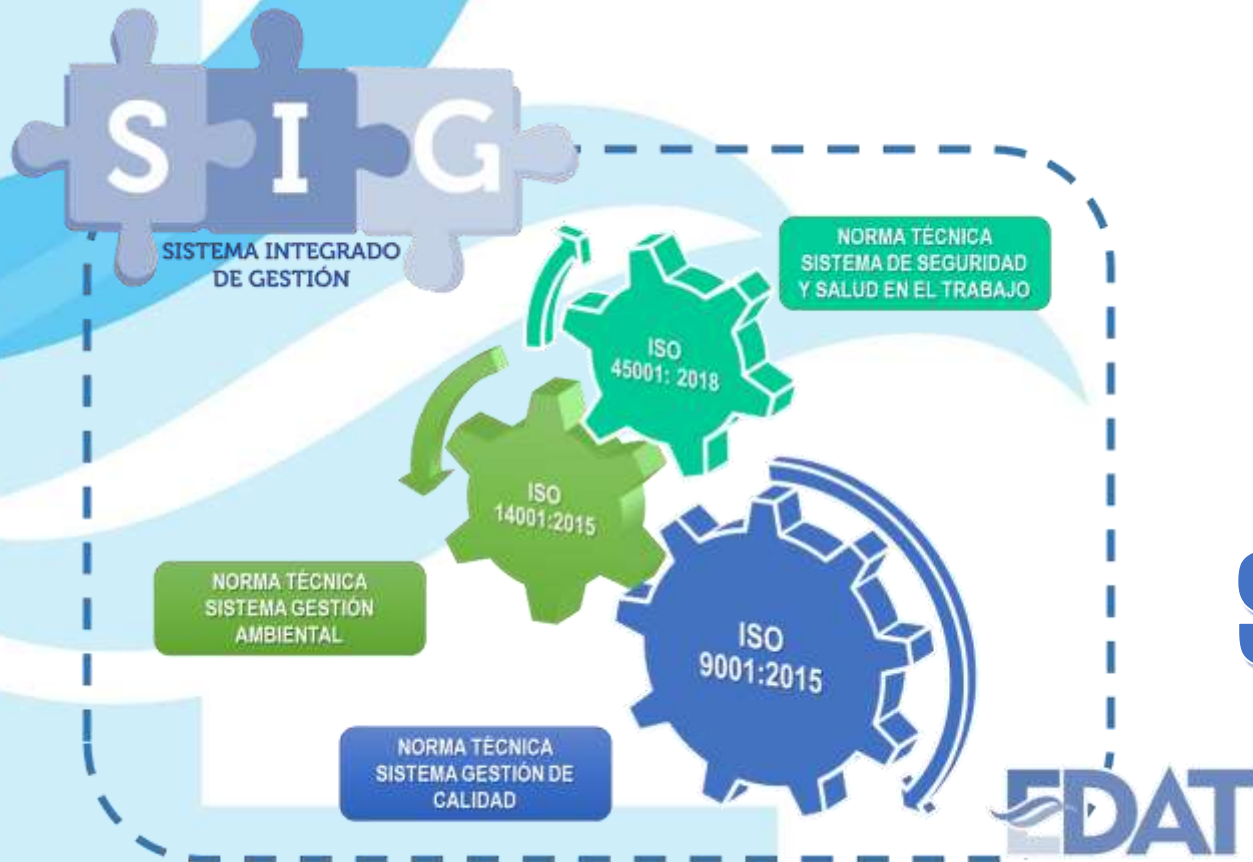 S I G
SISTEMA INTEGRADO
DE GESTIÓN
NORMA TÉCNICA
SISTEMA DE SEGURIDAD
Y SALUD EN EL TRABAJO
ISO
45001: 2018
ISO
14001:2015
NORMA TÉCNICA
SISTEMA GESTIÓN
AMBIENTAL
ISO
9001:2015
NORMA TÉCNICA
SISTEMA GESTIÓN DE
CALIDAD
EDAT